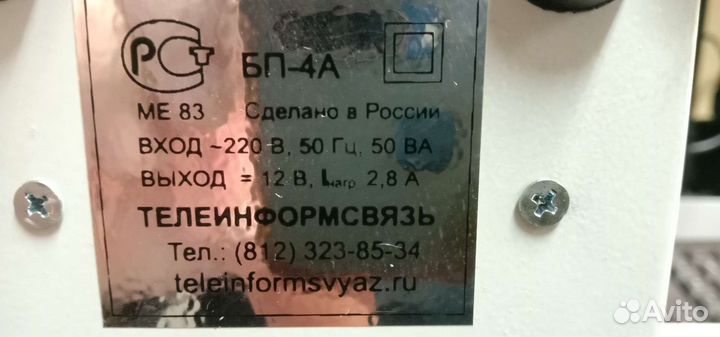 РСТ БП-4А
МЕ 83 Сделано в России
ВХОД ~220 В, 50 Гц, 50 ВА
ВЫХОД = 12 В, Iнагр 2,8 А
ТЕЛЕИНФОРМСВЯЗЬ
Тел.: (812) 323-85-34
teleinformsvyaz.ru
Avito